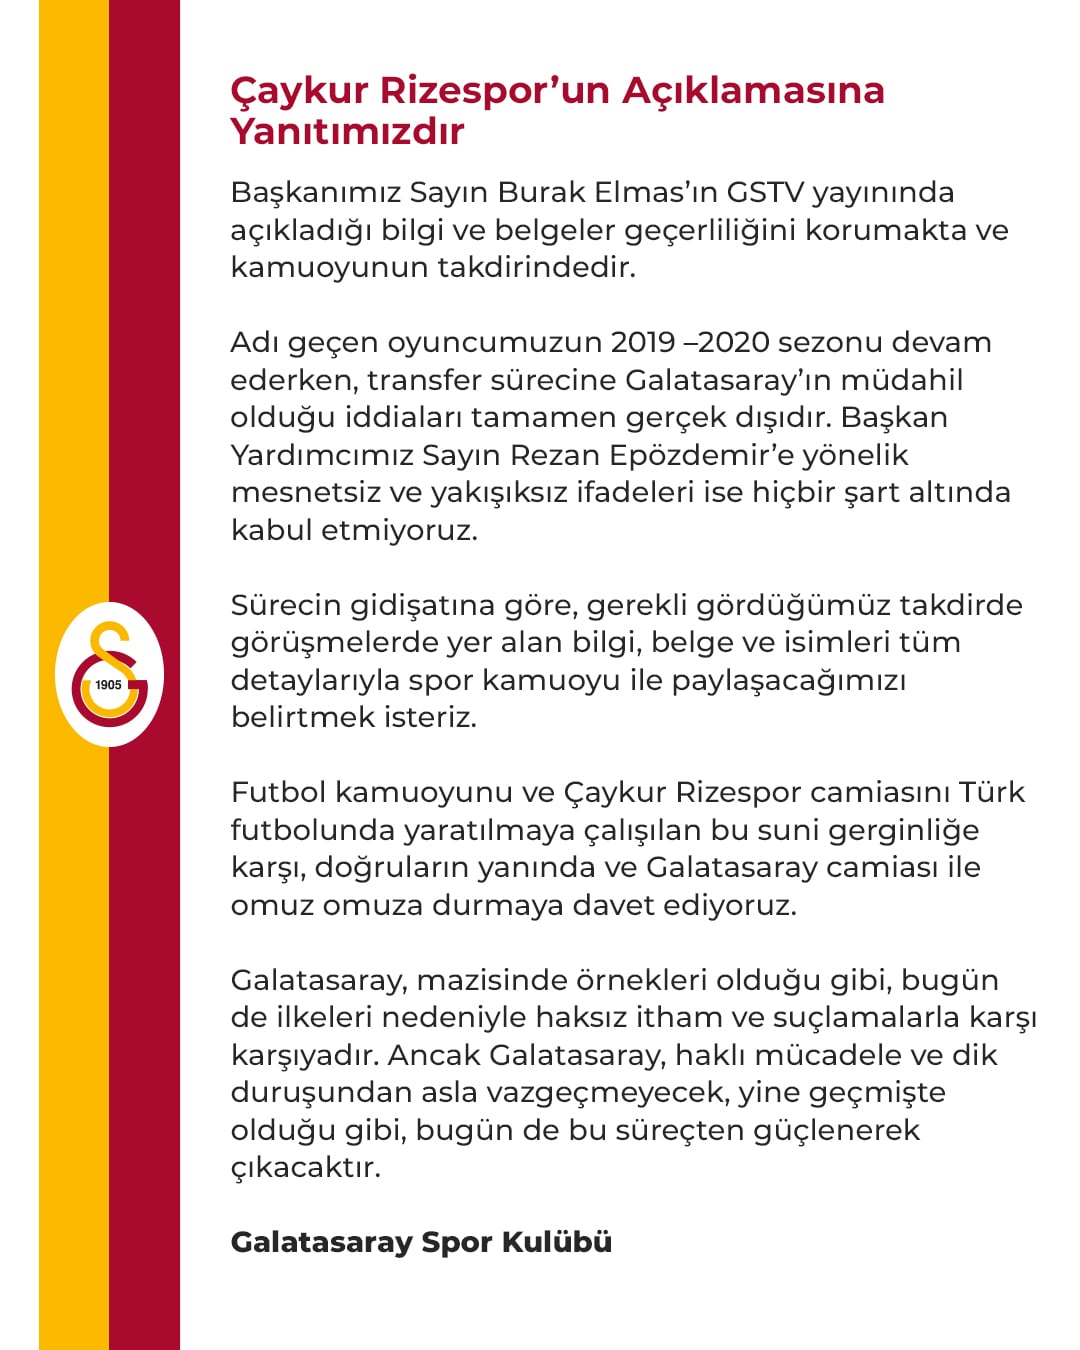 Çaykur Rizespor’un Açıklamasına
Yanıtımızdır
Başkanımız Sayın Burak Elmas’ın GSTV yayınında
açıkladığı bilgi ve belgeler geçerliliğini korumakta ve
kamuoyunun takdirindedir.
Adı geçen oyuncumuzun 2019 –2020 sezonu devam
ederken, transfer sürecine Galatasaray’ın müdahil
olduğu iddiaları tamamen gerçek dışıdır. Başkan
Yardımcımız Sayın Rezan Epözdemir’e yönelik
mesnetsiz ve yakışıksız ifadeleri ise hiçbir şart altında
kabul etmiyoruz.
Sürecin gidişatına göre, gerekli gördüğümüz takdirde
görüşmelerde yer alan bilgi, belge ve isimleri tüm
detaylarıyla spor kamuoyu ile paylaşacağımızı
belirtmek isteriz.
1905
Futbol kamuoyunu ve Çaykur Rizespor camiasını Türk
futbolunda yaratılmaya çalışılan bu suni gerginliğe
karşı, doğruların yanında ve Galatasaray camiası ile
omuz omuza durmaya davet ediyoruz.
Galatasaray, mazisinde örnekleri olduğu gibi, bugün
de ilkeleri nedeniyle haksız itham ve suçlamalarla karşı
karşıyadır. Ancak Galatasaray, haklı mücadele ve dik
duruşundan asla vazgeçmeyecek, yine geçmişte
olduğu gibi, bugün de bu süreçten güçlenerek
çıkacaktır.
Galatasaray Spor Kulübü